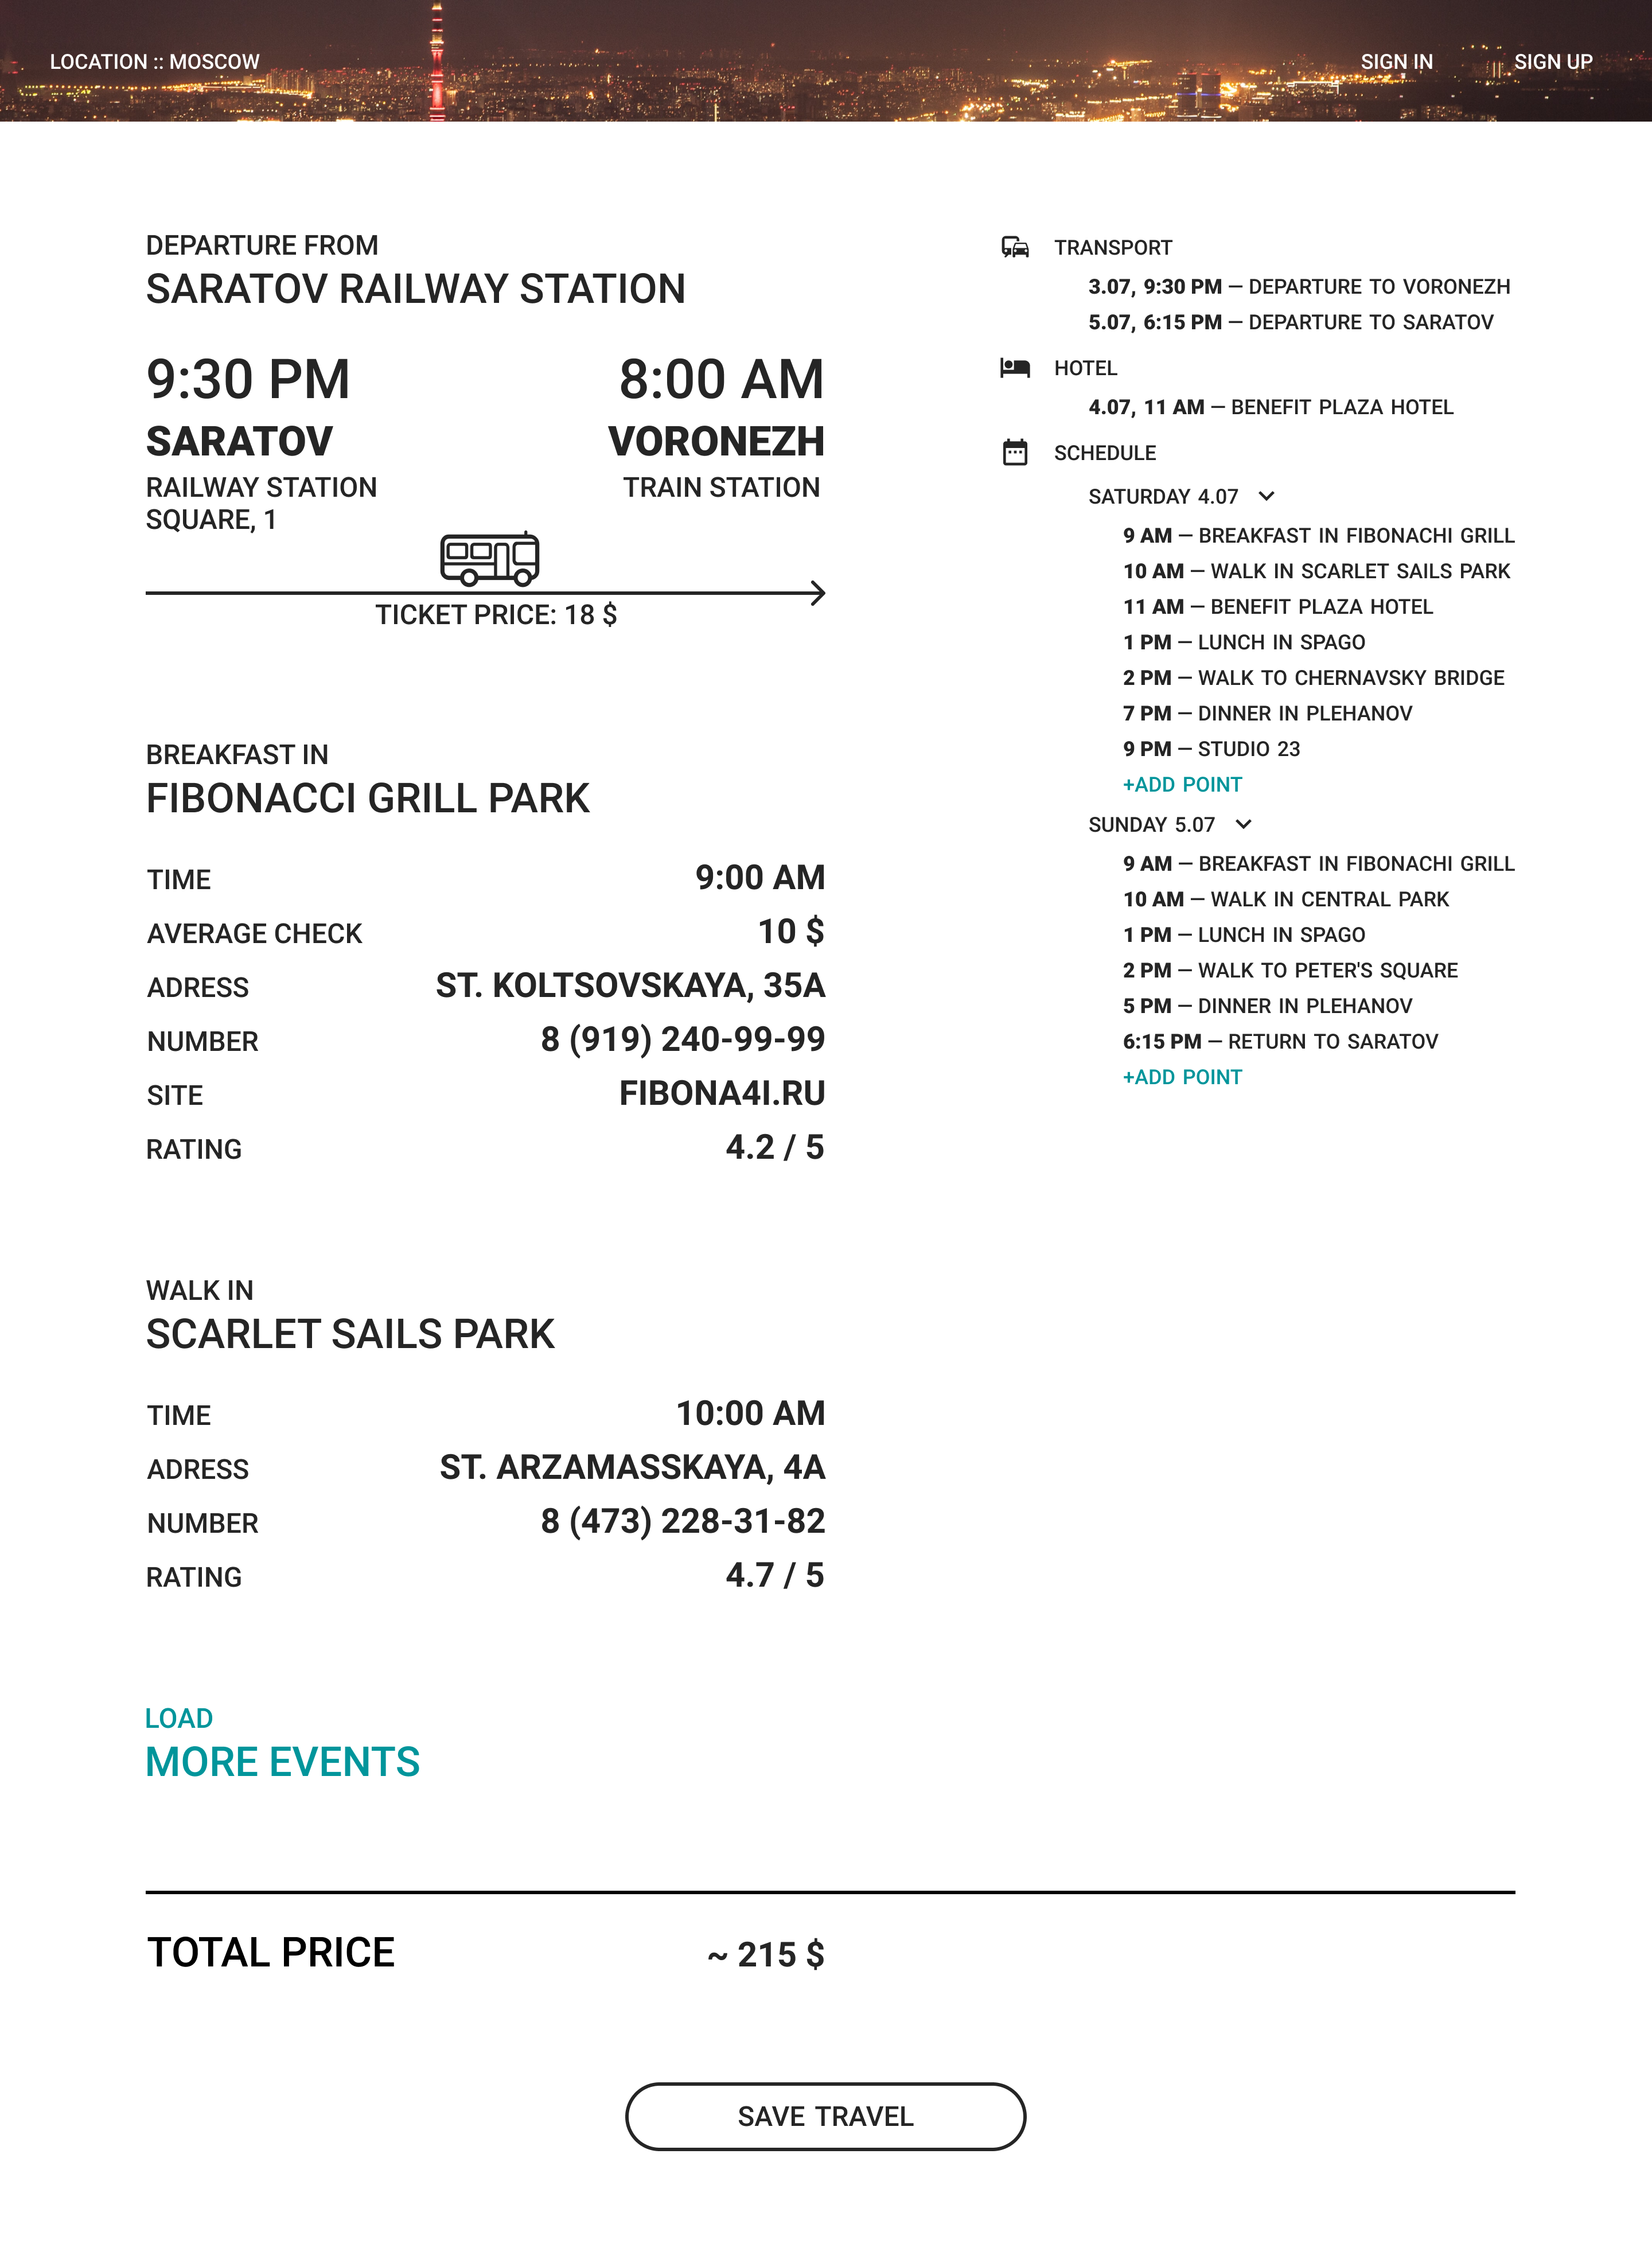 LOCATION :: MOSCOW
SIGN IN
SIGN UP
DEPARTURE FROM
SARATOV RAILWAY STATION
9:30 PM
8:00 AM
SARATOV
VORONEZH
RAILWAY STATION
TRAIN STATION
SQUARE, 1
TICKET PRICE: 18 $
BREAKFAST IN
FIBONACCI GRILL PARK
TIME 9:00 AM
AVERAGE CHECK 10 $
ADRESS ST. KOLTSOVSKAYA, 35A
NUMBER 8 (919) 240-99-99
SITE FIBONA4I.RU
RATING 4.2 / 5
WALK IN
SCARLET SAILS PARK
TIME 10:00 AM
ADRESS ST. ARZAMASSKAYA, 4A
NUMBER 8 (473) 228-31-82
RATING 4.7 / 5
LOAD
MORE EVENTS
TRANSPORT
3.07, 9:30 PM — DEPARTURE TO VORONEZH
5.07, 6:15 PM — DEPARTURE TO SARATOV
HOTEL
4.07, 11 AM — BENEFIT PLAZA HOTEL
SCHEDULE
SATURDAY 4.07
9 AM — BREAKFAST IN FIBONACHI GRILL
10 AM — WALK IN SCARLET SAILS PARK
11 AM — BENEFIT PLAZA HOTEL
1 PM — LUNCH IN SPAGO
2 PM — WALK TO CHERNAVSKY BRIDGE
7 PM — DINNER IN PLEHANOV
9 PM — STUDIO 23
+ADD POINT
SUNDAY 5.07
9 AM — BREAKFAST IN FIBONACHI GRILL
10 AM — WALK IN CENTRAL PARK
1 PM — LUNCH IN SPAGO
2 PM — WALK TO PETER'S SQUARE
5 PM — DINNER IN PLEHANOV
6:15 PM — RETURN TO SARATOV
+ADD POINT
TOTAL PRICE ~ 215 $
SAVE TRAVEL